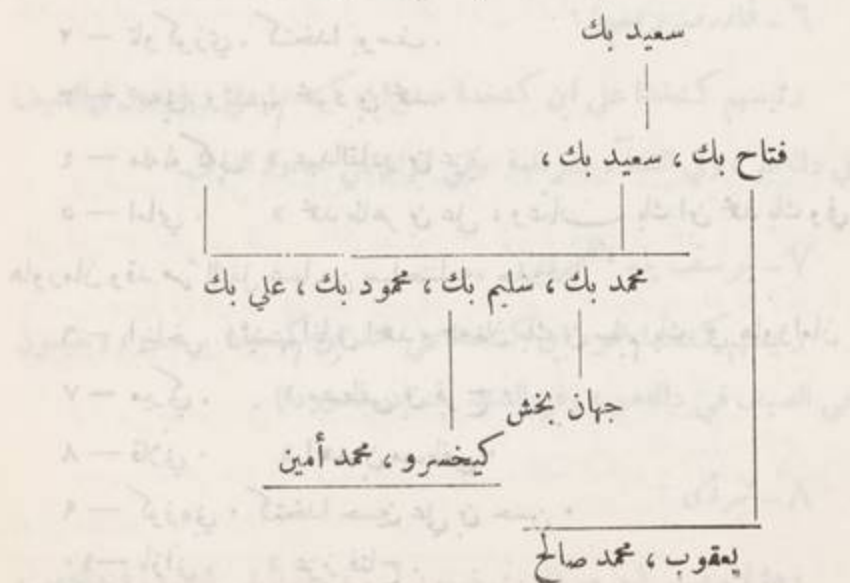 سعيد بك
فتاح بك ، سعيد بك ،
محمد بك ، سليم بك ، محمود بك ، علي بك
جهان بخش
كيخسرو ، محمد أمين
يعقوب ، محمد صالح